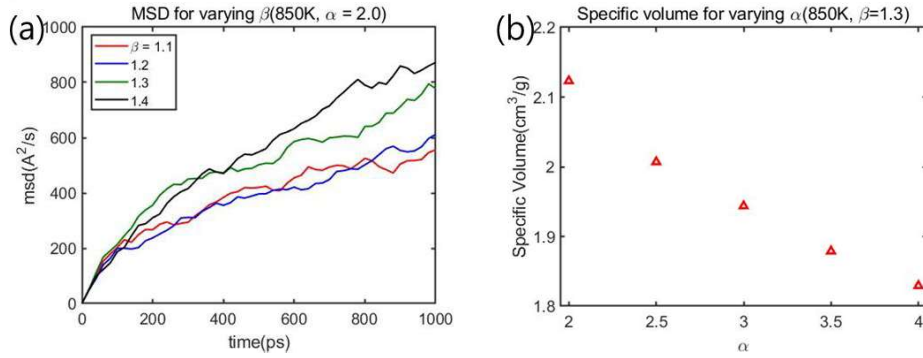 (a)
MSD for varying β(850K, α = 2.0)
1000
800
600
400
200
0
msd(A²/s)
β = 1.1
1.2
1.3
1.4
0 200 400 600 800 1000
time(ps)
(b)
Specific volume for varying α(850K, β=1.3)
2.2
2.1
2
1.9
1.8
Specific Volume(cm³/g)
2 2.5 3 3.5 4
α